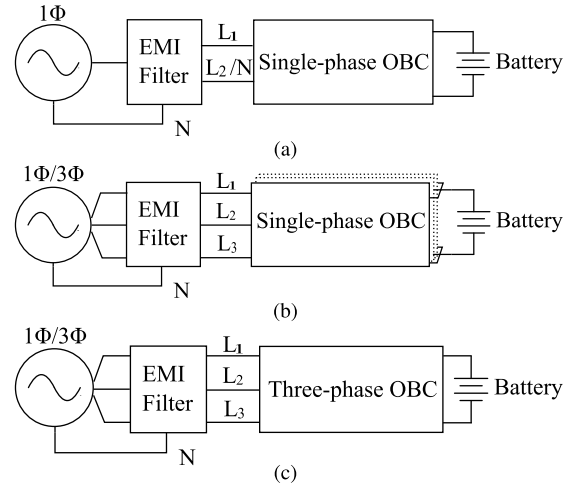 1Φ
EMI
Filter
L1
L2/N
N
Single-phase OBC
Battery
(a)
1Φ/3Φ
EMI
Filter
L1
L2
L3
N
Single-phase OBC
Battery
(b)
1Φ/3Φ
EMI
Filter
L1
L2
L3
N
Three-phase OBC
Battery
(c)